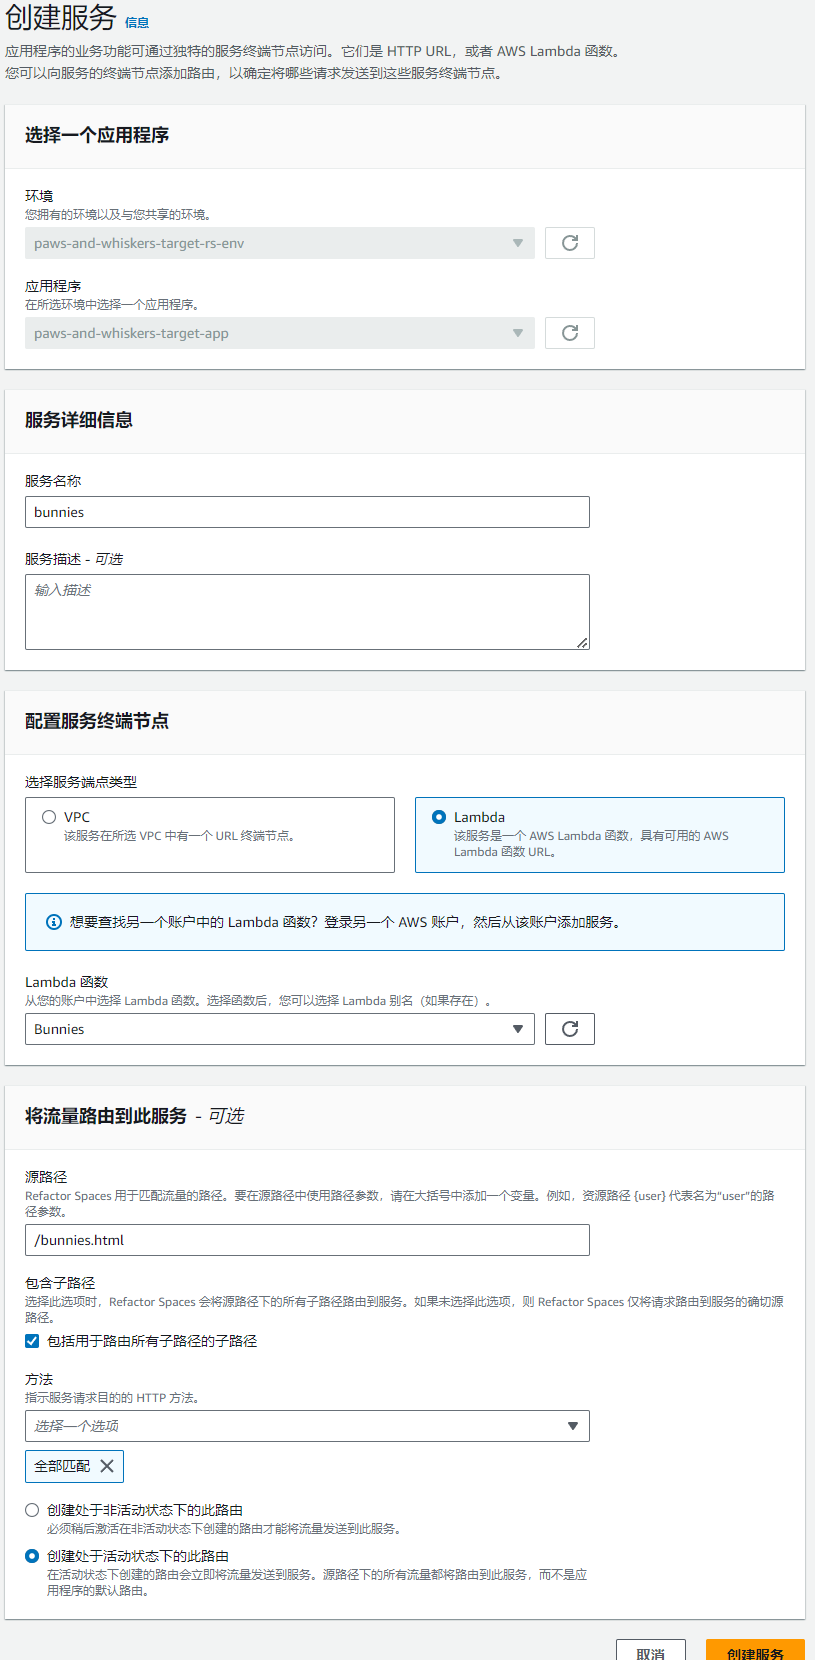 创建服务 信息
应用程序的业务功能可通过独特的服务终端节点访问。它们是 HTTP URL，或者 AWS Lambda 函数。
您可以向服务的终端节点添加路由，以确定将哪些请求发送到这些服务终端节点。
选择一个应用程序
环境
您拥有的环境以及与您共享的环境。
paws-and-whiskers-target-rs-env
应用程序
在所选环境中选择一个应用程序。
paws-and-whiskers-target-app
服务详细信息
服务名称
bunnies
服务描述 - 可选
输入描述
配置服务终端节点
选择服务端点类型
VPC
该服务在所选 VPC 中有一个 URL 终端节点。
Lambda
该服务是一个 AWS Lambda 函数，具有可用的 AWS
Lambda 函数 URL。
想要查找另一个账户中的 Lambda 函数？登录另一个 AWS 账户，然后从该账户添加服务。
Lambda 函数
从您的账户中选择 Lambda 函数。选择函数后，您可以选择 Lambda 别名（如果存在）。
Bunnies
将流量路由到此服务 - 可选
源路径
Refactor Spaces 用于匹配流量的路径。要在源路径中使用路径参数，请在大括号中添加一个变量。例如，资源路径 {user} 代表名为“user”的路
径参数。
/bunnies.html
包含子路径
选择此选项时，Refactor Spaces 会将源路径下的所有子路径路由到服务。如果未选择此选项，则 Refactor Spaces 仅将请求路由到服务的确切源
路径。
包括用于路由所有子路径的子路径
方法
指示服务请求目的的 HTTP 方法。
选择一个选项
全部匹配
创建处于非活动状态下的此路由
必须稍后激活在非活动状态下创建的路由才能将流量发送到此服务。
创建处于活动状态下的此路由
在活动状态下创建的路由会立即将流量发送到服务。源路径下的所有流量都将路由到此服务，而不是应
用程序的默认路由。
取消 创建服务